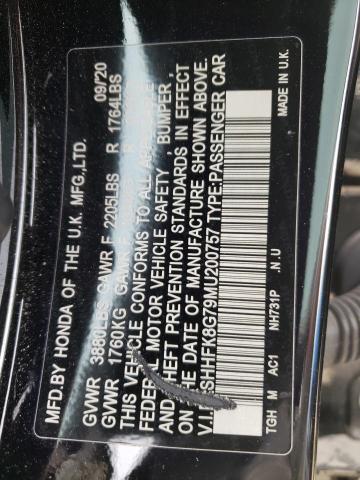 MFD.BY HONDA OF THE U.K. MFG.,LTD. 09/20
GVWR 3880LBS GAWR F 2205LBS R 1764LBS
GVWR 1760KG GAWR F R
THIS VEHICLE CONFORMS TO ALL
FEDERAL MOTOR VEHICLE SAFETY, BUMPER,
AND THEFT PREVENTION STANDARDS IN EFFECT
ON THE DATE OF MANUFACTURE SHOWN ABOVE.
SHHFK8G79MU200757 TYPE:PASSENGER CAR
TGH M AC1 NH731P .N.U MADE IN U.K.